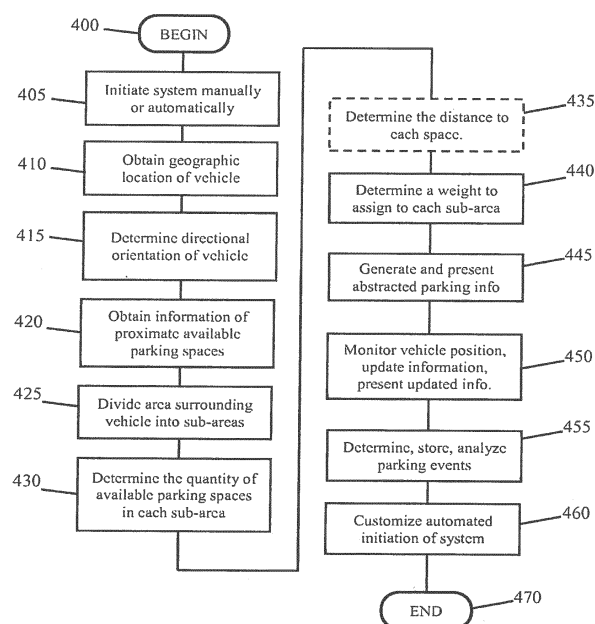 400
BEGIN
405
Initiate system manually
or automatically
410
Obtain geographic
location of vehicle
415
Determine directional
orientation of vehicle
420
Obtain information of
proximate available
parking spaces
425
Divide area surrounding
vehicle into sub-areas
430
Determine the quantity of
available parking spaces
in each sub-area
435
Determine the distance to
each space.
440
Determine a weight to
assign to each sub-area
445
Generate and present
abstracted parking info
450
Monitor vehicle position,
update information,
present updated info.
455
Determine, store, analyze
parking events
460
Customize automated
initiation of system
END
470